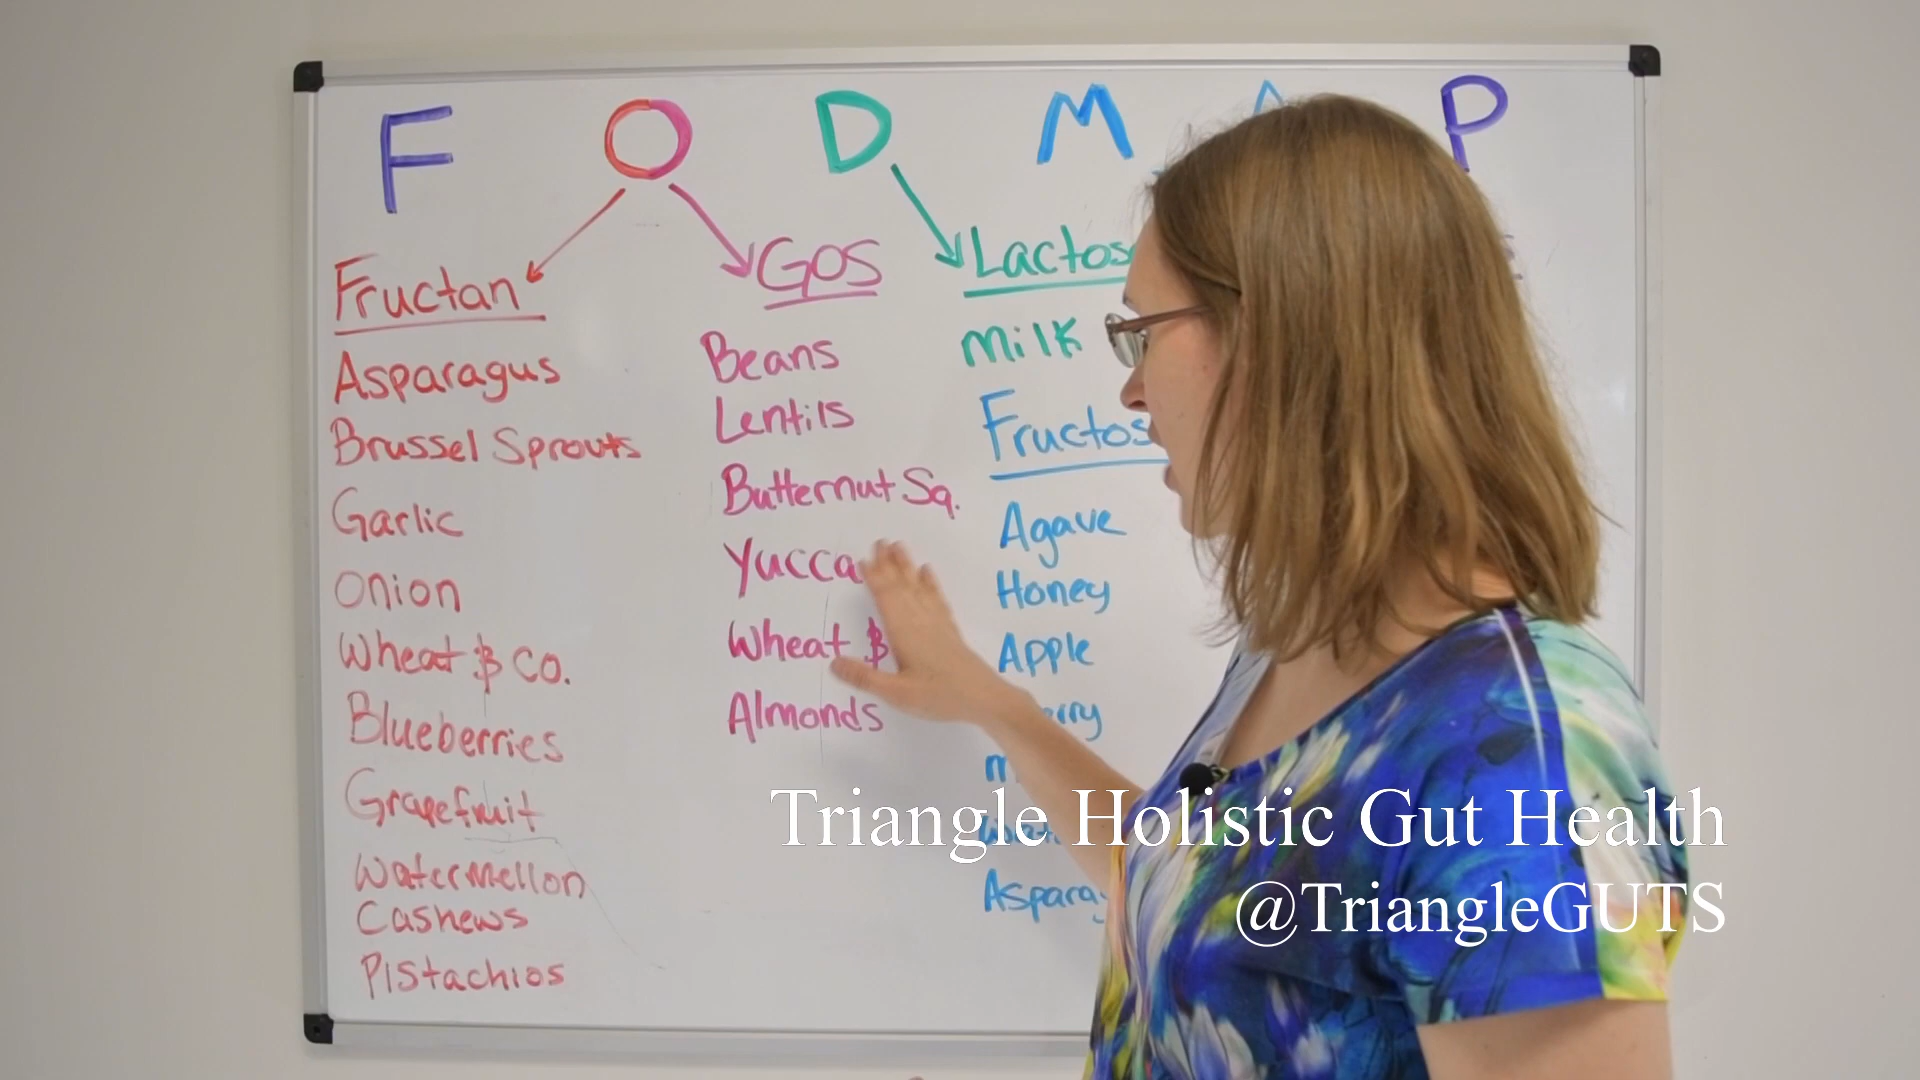 F O D M A P
Fructan
Asparagus
Brussel Sprouts
Garlic
Onion
Wheat & Co.
Blueberries
Grapefruit
Watermellon
Cashews
Pistachios
GOS
Beans
Lentils
Butternut Sq.
Yucca
Wheat &
Almonds
Lactos
Milk
Fructos
Agave
Honey
Apple
Asparag
Triangle Holistic Gut Health
@TriangleGUTS